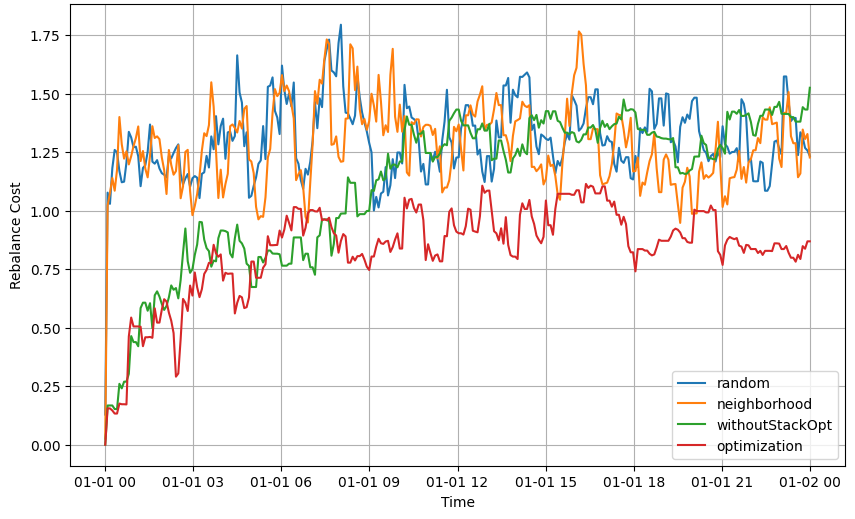 Rebalance Cost
1.75
1.50
1.25
1.00
0.75
0.50
0.25
0.00
random
neighborhood
withoutStackOpt
optimization
01-01 00
01-01 03
01-01 06
01-01 09
01-01 12
01-01 15
01-01 18
01-01 21
01-02 00
Time